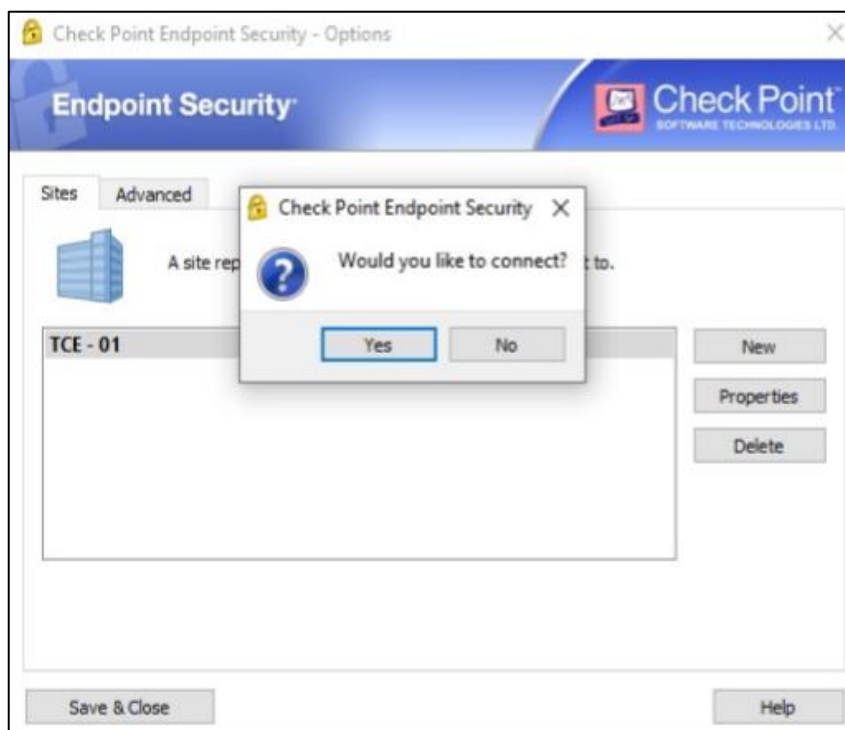 Check Point Endpoint Security - Options
Endpoint Security
Check Point
SOFTWARE TECHNOLOGIES LTD.
Sites
Advanced
A site rep
t to.
Check Point Endpoint Security
Would you like to connect?
Yes
No
TCE - 01
New
Properties
Delete
Save & Close
Help